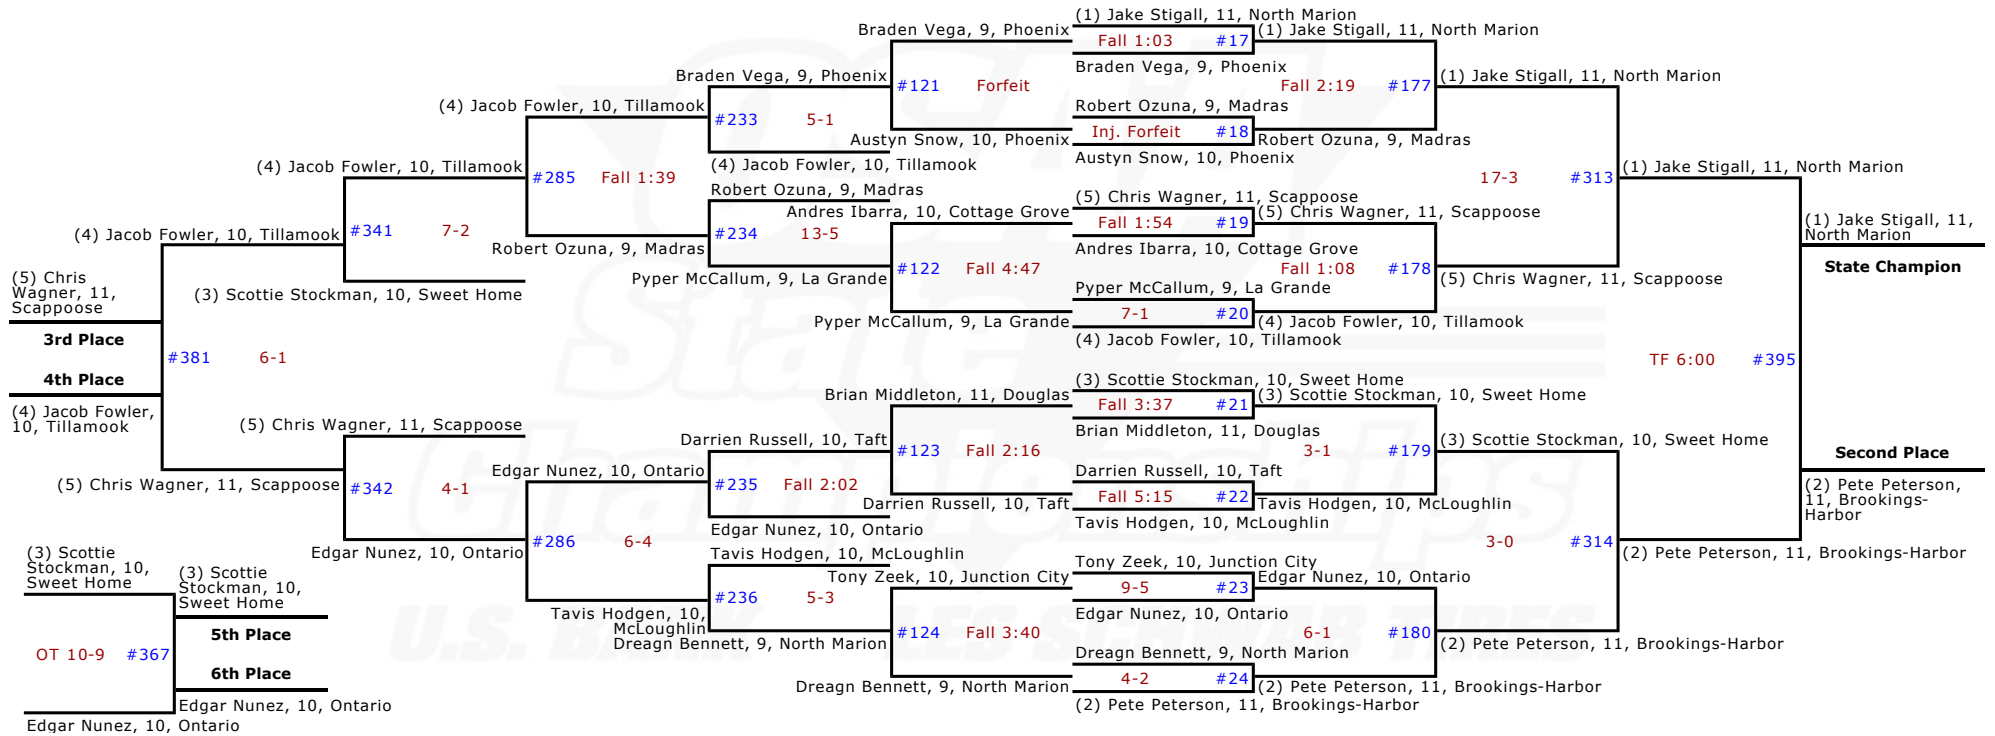 (1) Jake Stigall, 11, North Marion
Braden Vega, 9, Phoenix
Fall 1:03 #17
(1) Jake Stigall, 11, North Marion
Braden Vega, 9, Phoenix
Braden Vega, 9, Phoenix
#121 Forfeit
Fall 2:19 #177
(1) Jake Stigall, 11, North Marion
(4) Jacob Fowler, 10, Tillamook
Robert Ozuna, 9, Madras
#233 5-1
Inj. Forfeit #18
Austyn Snow, 10, Phoenix
Robert Ozuna, 9, Madras
Austyn Snow, 10, Phoenix
(4) Jacob Fowler, 10, Tillamook
(4) Jacob Fowler, 10, Tillamook
#285 Fall 1:39
17-3 #313
(1) Jake Stigall, 11, North Marion
Robert Ozuna, 9, Madras
(5) Chris Wagner, 11, Scappoose
Andres Ibarra, 10, Cottage Grove
Fall 1:54 #19
(5) Chris Wagner, 11, Scappoose
(4) Jacob Fowler, 10, Tillamook
#341 7-2
#234 13-5
(1) Jake Stigall, 11,
North Marion
Robert Ozuna, 9, Madras
Andres Ibarra, 10, Cottage Grove
State Champion
(5) Chris
Wagner, 11,
Scappoose
#122 Fall 4:47
Fall 1:08 #178
(5) Chris Wagner, 11, Scappoose
Pyper McCallum, 9, La Grande
(3) Scottie Stockman, 10, Sweet Home
Pyper McCallum, 9, La Grande
7-1 #20
Pyper McCallum, 9, La Grande
(4) Jacob Fowler, 10, Tillamook
(4) Jacob Fowler, 10, Tillamook
3rd Place
#381 6-1
TF 6:00 #395
4th Place
(3) Scottie Stockman, 10, Sweet Home
Brian Middleton, 11, Douglas
Fall 3:37 #21
(3) Scottie Stockman, 10, Sweet Home
(4) Jacob Fowler,
10, Tillamook
(5) Chris Wagner, 11, Scappoose
Brian Middleton, 11, Douglas
Darrien Russell, 10, Taft
#123 Fall 2:16
3-1 #179
(3) Scottie Stockman, 10, Sweet Home
Second Place
Edgar Nunez, 10, Ontario
Darrien Russell, 10, Taft
(5) Chris Wagner, 11, Scappoose
#342 4-1
#235 Fall 2:02
Fall 5:15 #22
(2) Pete Peterson,
11, Brookings-
Harbor
Darrien Russell, 10, Taft
Tavis Hodgen, 10, McLoughlin
Tavis Hodgen, 10, McLoughlin
Edgar Nunez, 10, Ontario
#286 6-4
3-0 #314
Edgar Nunez, 10, Ontario
(2) Pete Peterson, 11, Brookings-Harbor
(3) Scottie
Stockman, 10,
Sweet Home
Tavis Hodgen, 10, McLoughlin
Tony Zeek, 10, Junction City
(3) Scottie
Stockman, 10,
Sweet Home
Tony Zeek, 10, Junction City
9-5 #23
Edgar Nunez, 10, Ontario
#236 5-3
Edgar Nunez, 10, Ontario
Tavis Hodgen, 10,
McLoughlin
5th Place
#124 Fall 3:40
6-1 #180
Dreagn Bennett, 9, North Marion
(2) Pete Peterson, 11, Brookings-Harbor
OT 10-9 #367
Dreagn Bennett, 9, North Marion
6th Place
4-2 #24
Dreagn Bennett, 9, North Marion
(2) Pete Peterson, 11, Brookings-Harbor
Edgar Nunez, 10, Ontario
(2) Pete Peterson, 11, Brookings-Harbor
Edgar Nunez, 10, Ontario
OSAA
State
Championships
U.S. BANK LES SCHWAB TIRES